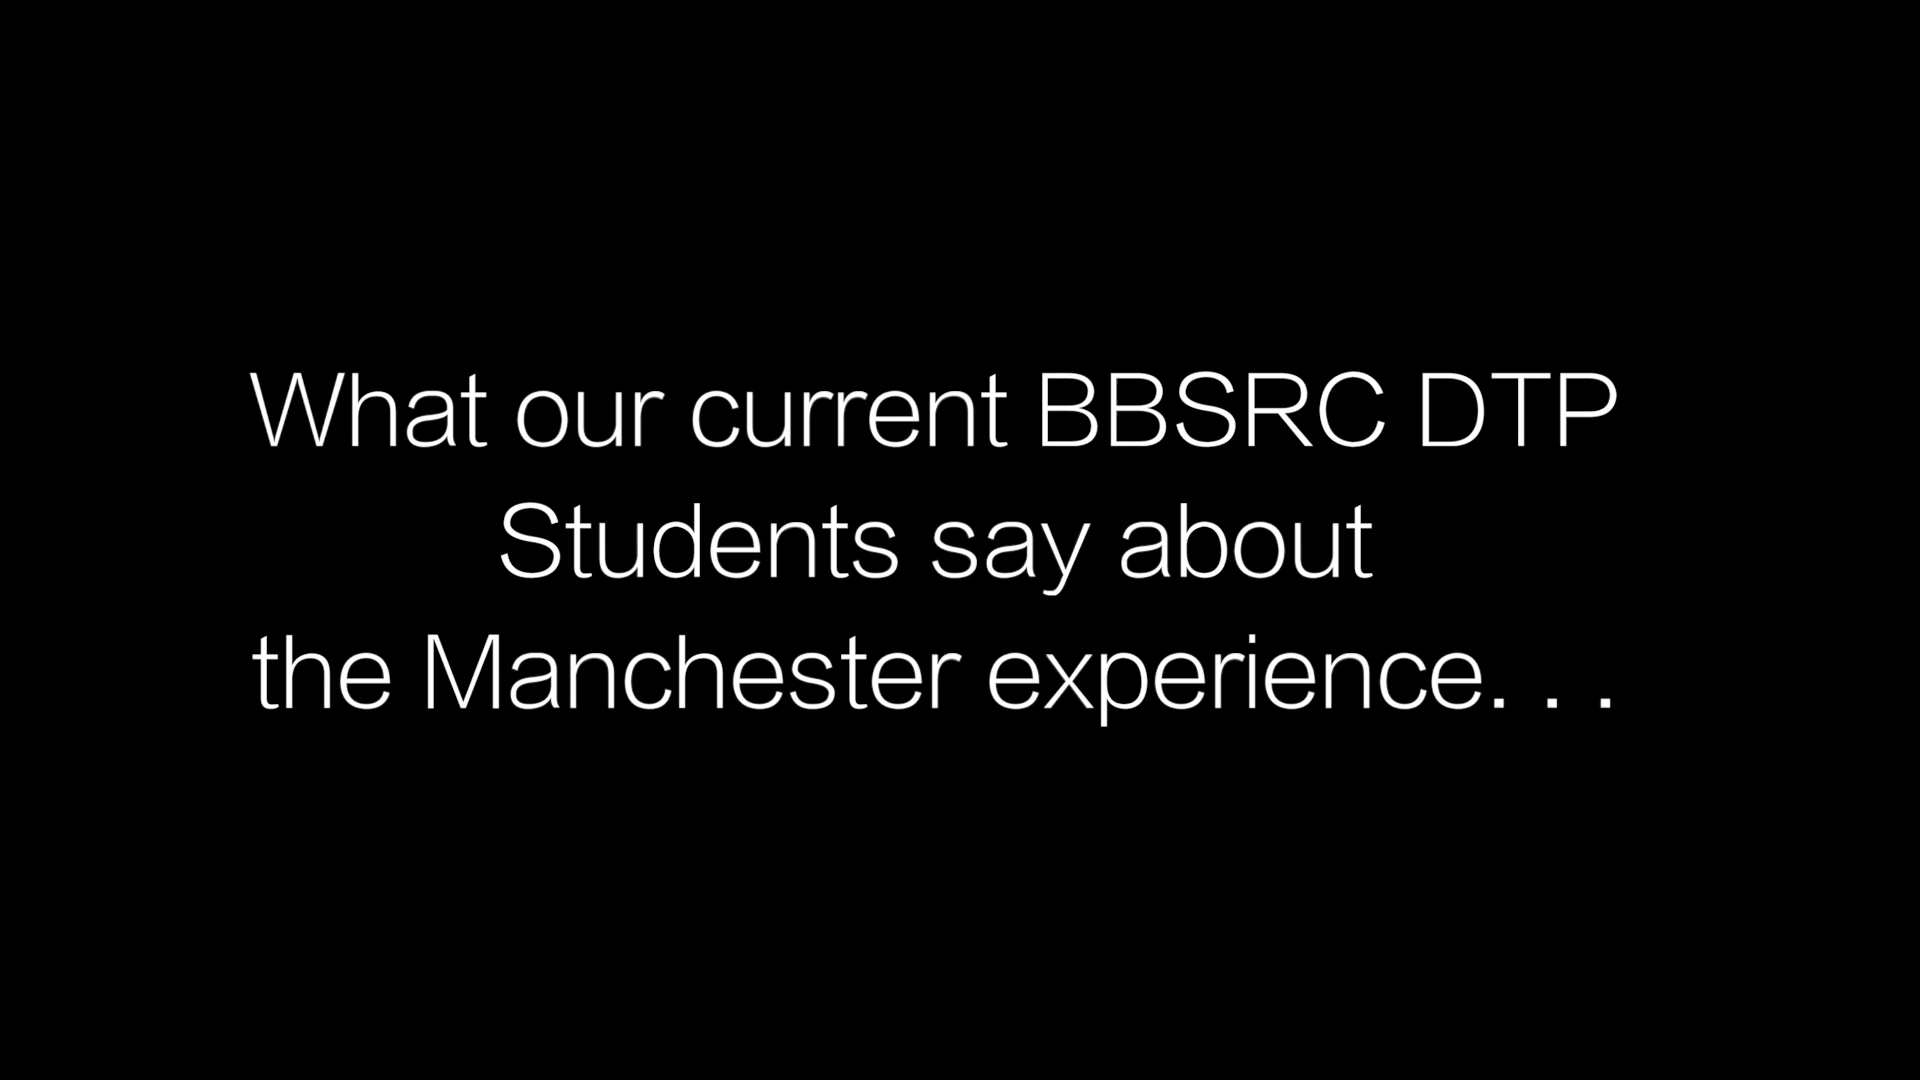 What our current BBSRC DTP
Students say about
the Manchester experience. . .